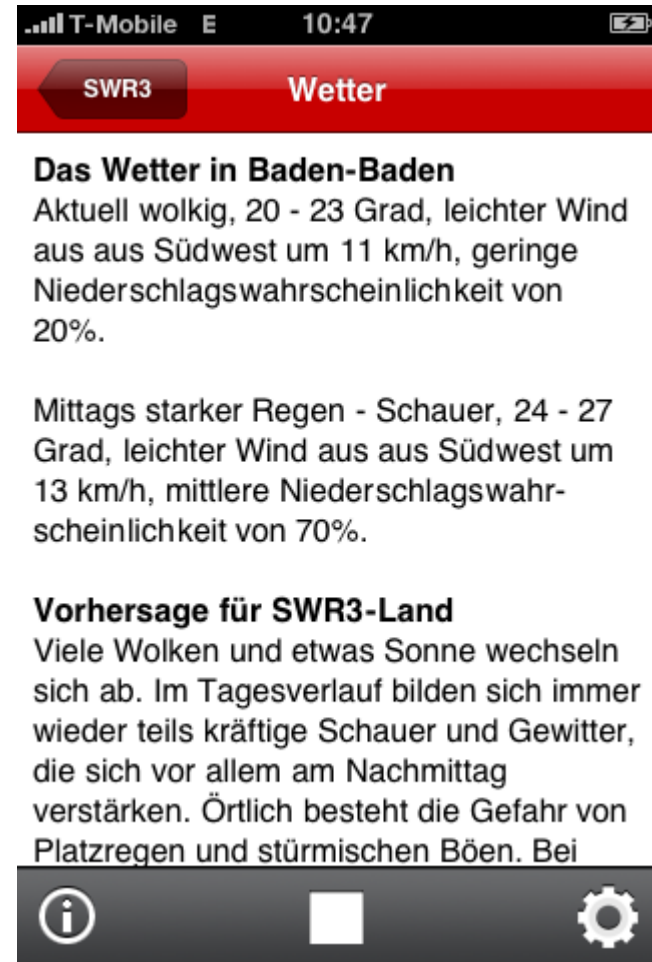 T-Mobile E 10:47
SWR3 Wetter
Das Wetter in Baden-Baden
Aktuell wolkig, 20 - 23 Grad, leichter Wind
aus aus Südwest um 11 km/h, geringe
Niederschlagswahrscheinlichkeit von
20%.
Mittags starker Regen - Schauer, 24 - 27
Grad, leichter Wind aus aus Südwest um
13 km/h, mittlere Niederschlagswahr-
scheinlichkeit von 70%.
Vorhersage für SWR3-Land
Viele Wolken und etwas Sonne wechseln
sich ab. Im Tagesverlauf bilden sich immer
wieder teils kräftige Schauer und Gewitter,
die sich vor allem am Nachmittag
verstärken. Örtlich besteht die Gefahr von
Platzregen und stürmischen Böen. Bei